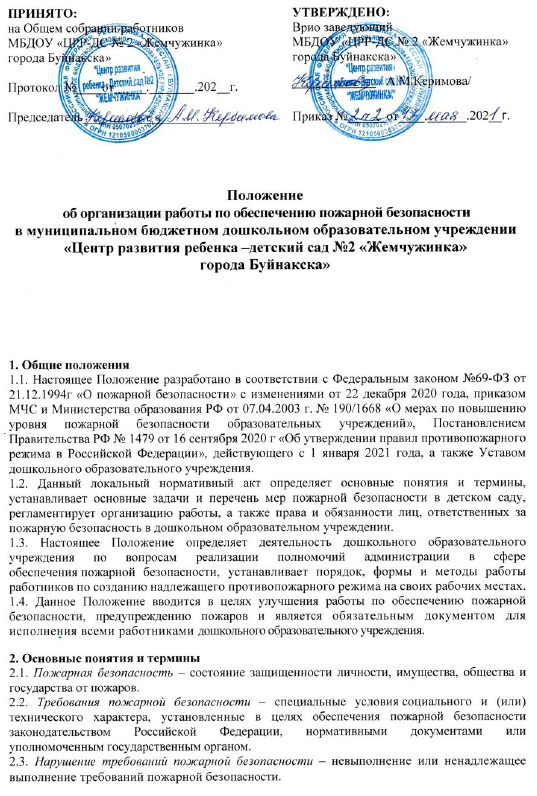 ПРИНЯТО:
на Общем собрании работников
МБДОУ «ЦРР-ДС № 2 «Жемчужинка»
города Буйнакска»
Протокол № от ______._______.202__г.
Председатель А.М. Керимова
УТВЕРЖДЕНО:
Врио заведующий
МБДОУ «ЦРР-ДС № 2 «Жемчужинка»
города Буйнакска»
А.М.Керимова/
Приказ № 2а2 от мая .2021 г.
Положение
об организации работы по обеспечению пожарной безопасности
в муниципальном бюджетном дошкольном образовательном учреждении
«Центр развития ребенка –детский сад №2 «Жемчужинка»
города Буйнакска»
1. Общие положения
1.1. Настоящее Положение разработано в соответствии с Федеральным законом №69-ФЗ от
21.12.1994г «О пожарной безопасности» с изменениями от 22 декабря 2020 года, приказом
МЧС и Министерства образования РФ от 07.04.2003 г. № 190/1668 «О мерах по повышению
уровня пожарной безопасности образовательных учреждений», Постановлением
Правительства РФ № 1479 от 16 сентября 2020 г «Об утверждении правил противопожарного
режима в Российской Федерации», действующего с 1 января 2021 года, а также Уставом
дошкольного образовательного учреждения.
1.2. Данный локальный нормативный акт определяет основные понятия и термины,
устанавливает основные задачи и перечень мер пожарной безопасности в детском саду,
регламентирует организацию работы, а также права и обязанности лиц, ответственных за
пожарную безопасность в дошкольном образовательном учреждении.
1.3. Настоящее Положение определяет деятельность дошкольного образовательного
учреждения по вопросам реализации полномочий администрации в сфере
обеспечения пожарной безопасности, устанавливает порядок, формы и методы работы
работников по созданию надлежащего противопожарного режима на своих рабочих местах.
1.4. Данное Положение вводится в целях улучшения работы по обеспечению пожарной
безопасности, предупреждению пожаров и является обязательным документом для
исполнения всеми работниками дошкольного образовательного учреждения.
2. Основные понятия и термины
2.1. Пожарная безопасность – состояние защищенности личности, имущества, общества и
государства от пожаров.
2.2. Требования пожарной безопасности – специальные условия социального и (или)
технического характера, установленные в целях обеспечения пожарной безопасности
законодательством Российской Федерации, нормативными документами или
уполномоченным государственным органом.
2.3. Нарушение требований пожарной безопасности – невыполнение или ненадлежащее
выполнение требований пожарной безопасности.